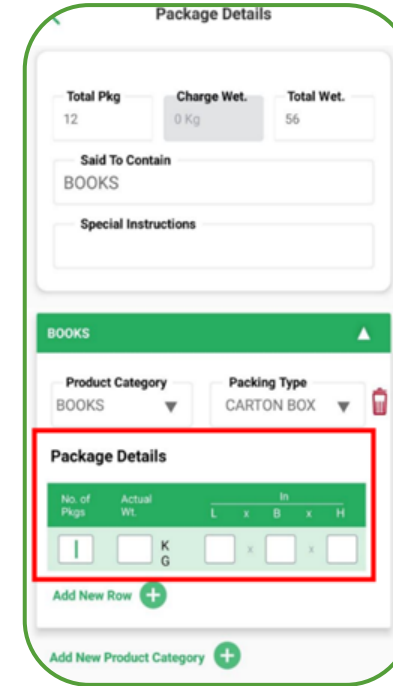 Package Details
Total Pkg Charge Wet. Total Wet.
12 0 Kg 56
Said To Contain
BOOKS
Special Instructions
BOOKS
Product Category Packing Type
BOOKS CARTON BOX
Package Details
No. of Pkgs Actual Wt. In
L x B x H
KG x x
Add New Row
Add New Product Category